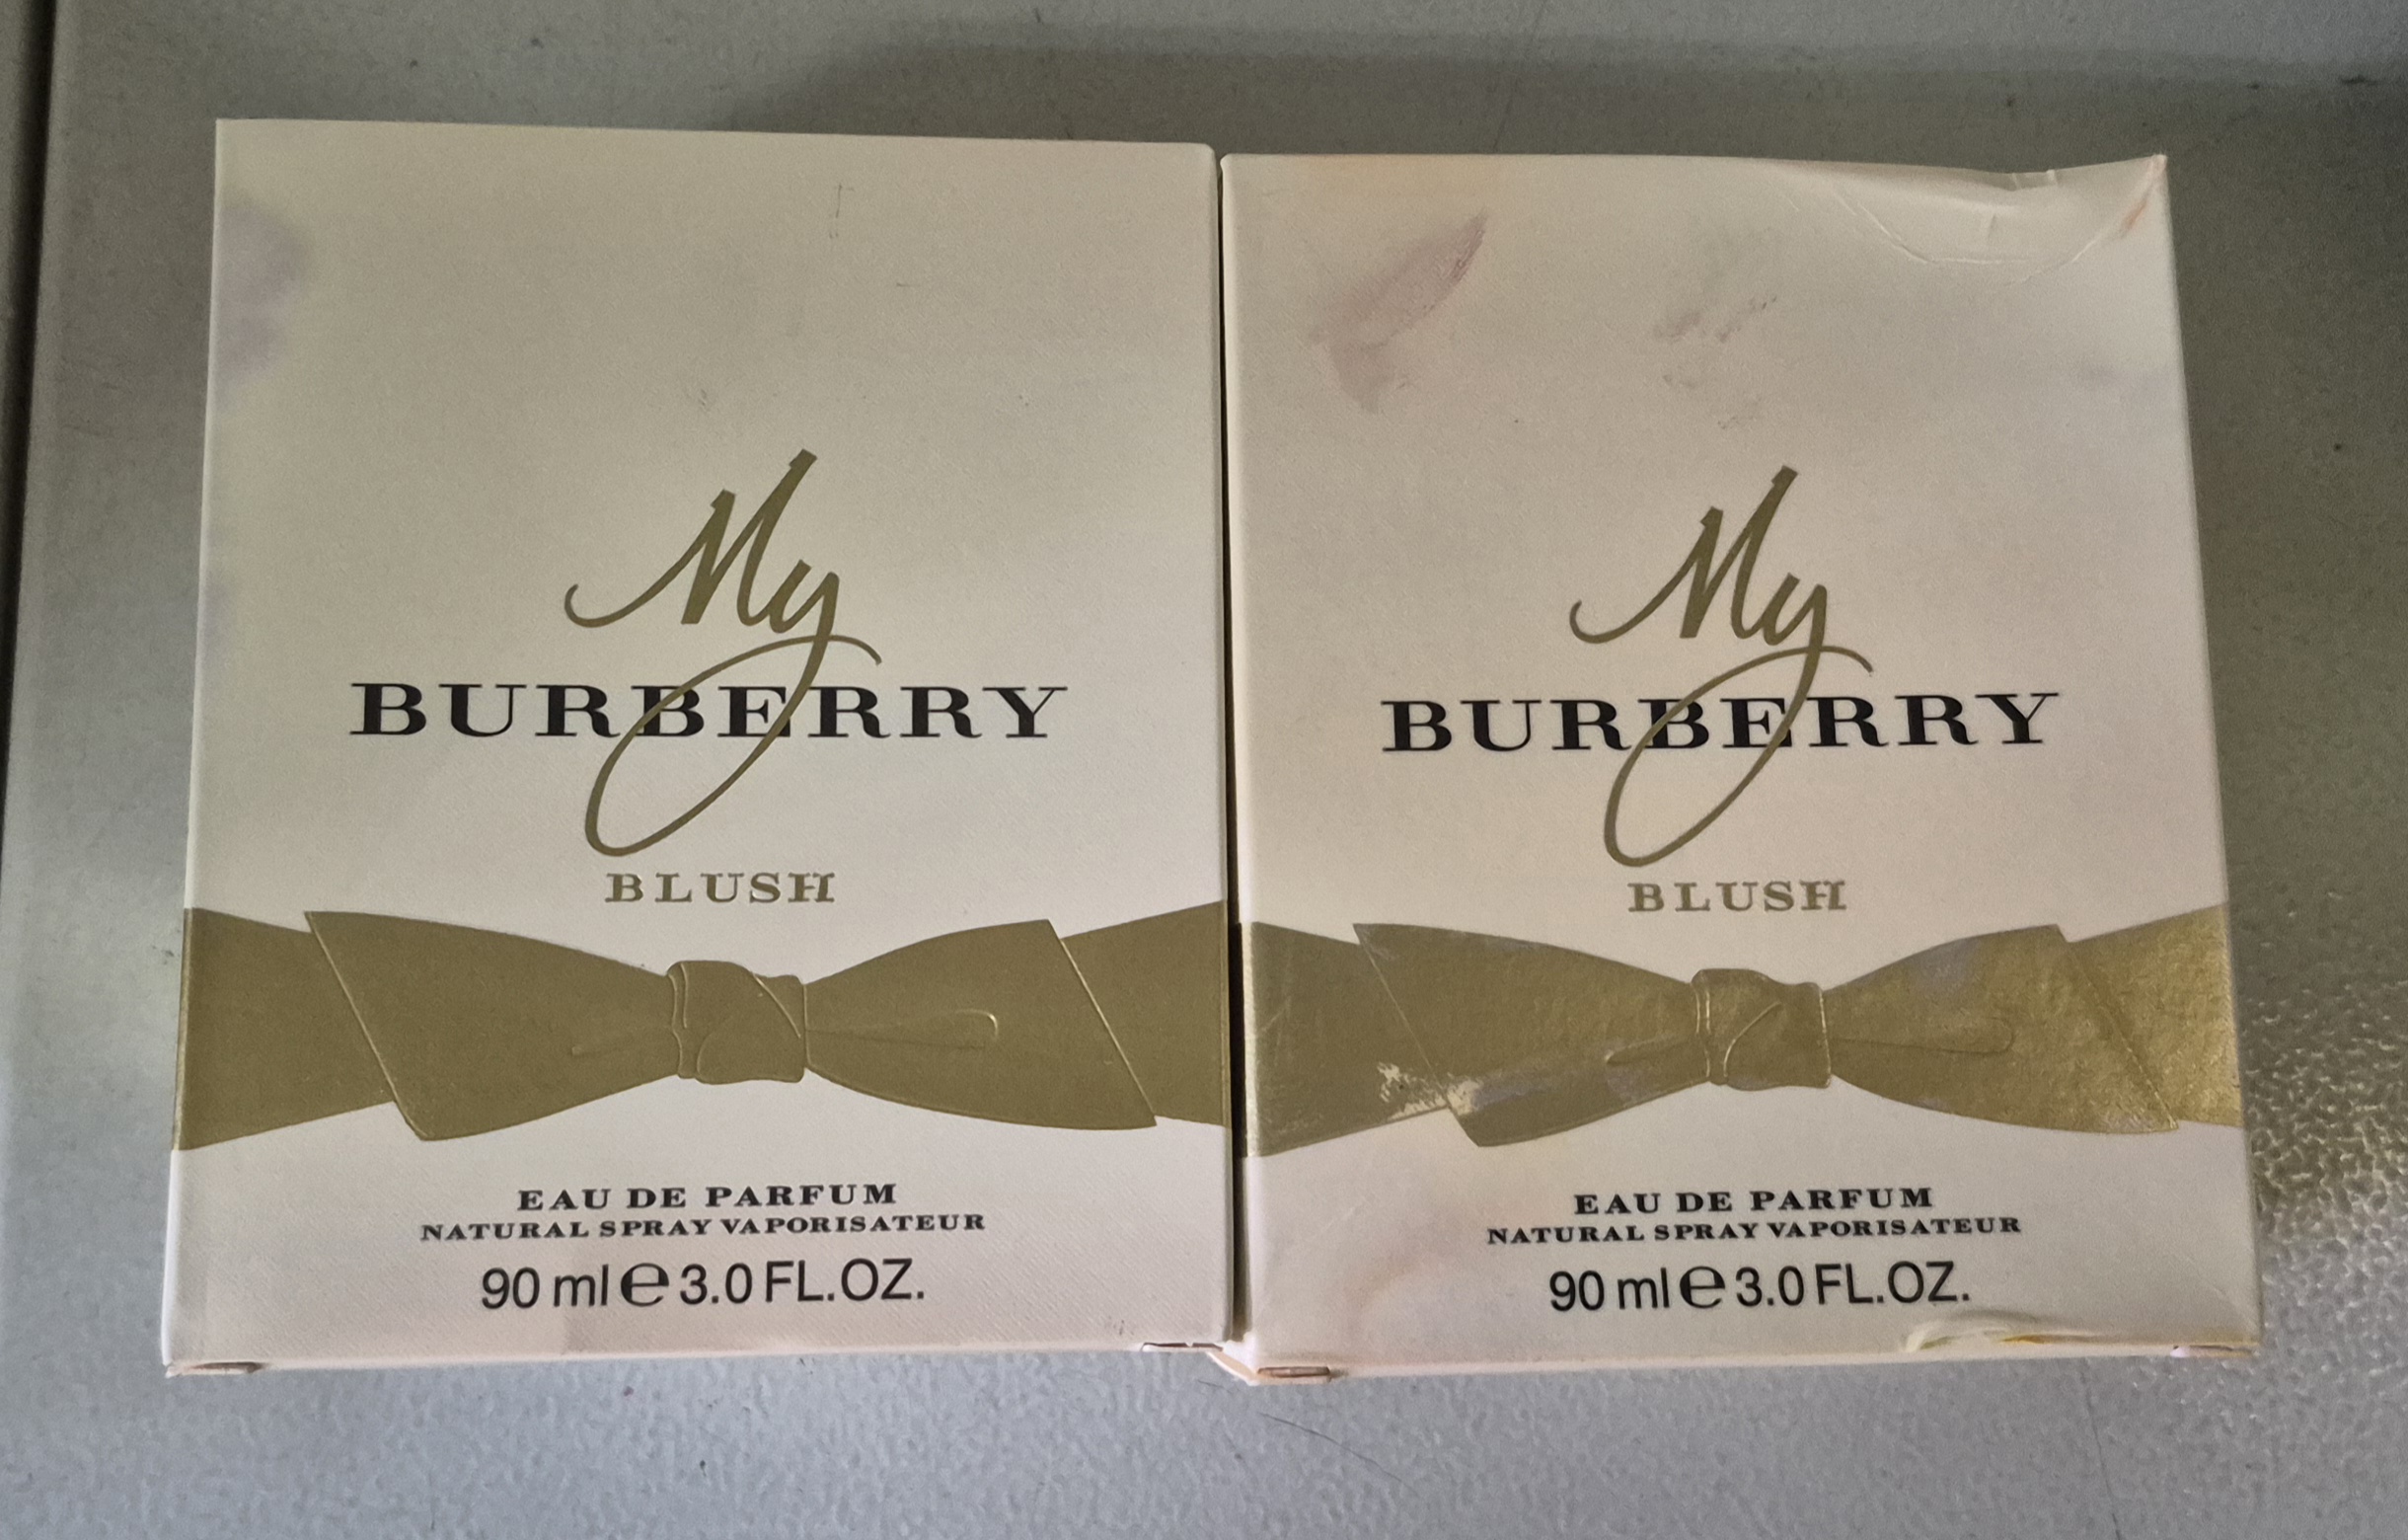 My
BURBERRY
BLUSH
EAU DE PARFUM
NATURAL SPRAY VAPORISATEUR
90 ml e 3.0 FL.OZ.
My
BURBERRY
BLUSH
EAU DE PARFUM
NATURAL SPRAY VAPORISATEUR
90 ml e 3.0 FL.OZ.